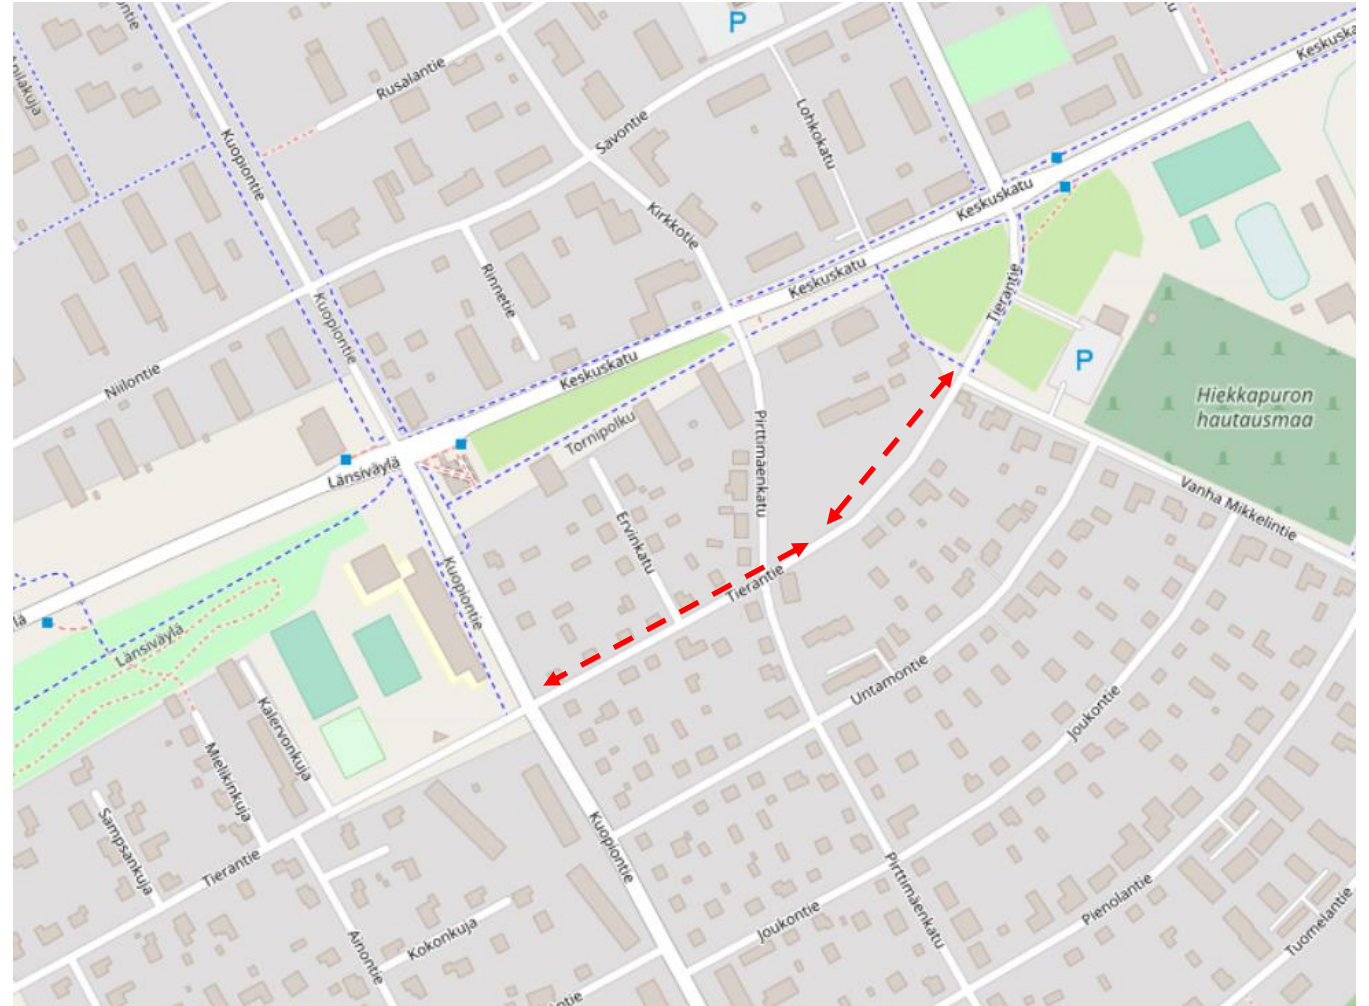 P
Rusalantie
Kuopiontie
Savontie
Lohkokatu
Keskuska
Keskuskatu
Kirkkotie
Rinnetie
Keskuskatu
Tierantie
Kuopiontie
Niilontie
Keskuskatu
P
Hiekkapuron
hautausmaa
Länsiväylä
Tornipolku
Pirttimäenkatu
Vanha Mikkelintie
Ervinkatu
Kuopiontie
Tierantie
Länsiväylä
Untamontie
Joukontie
Kalervonkuja
Mielikinkuja
Sampsankuja
Tierantie
Kuopiontie
Pirttimäenkatu
Pienolantie
Joukontie
Ainontie
Kokonkuja
Tuomelantie